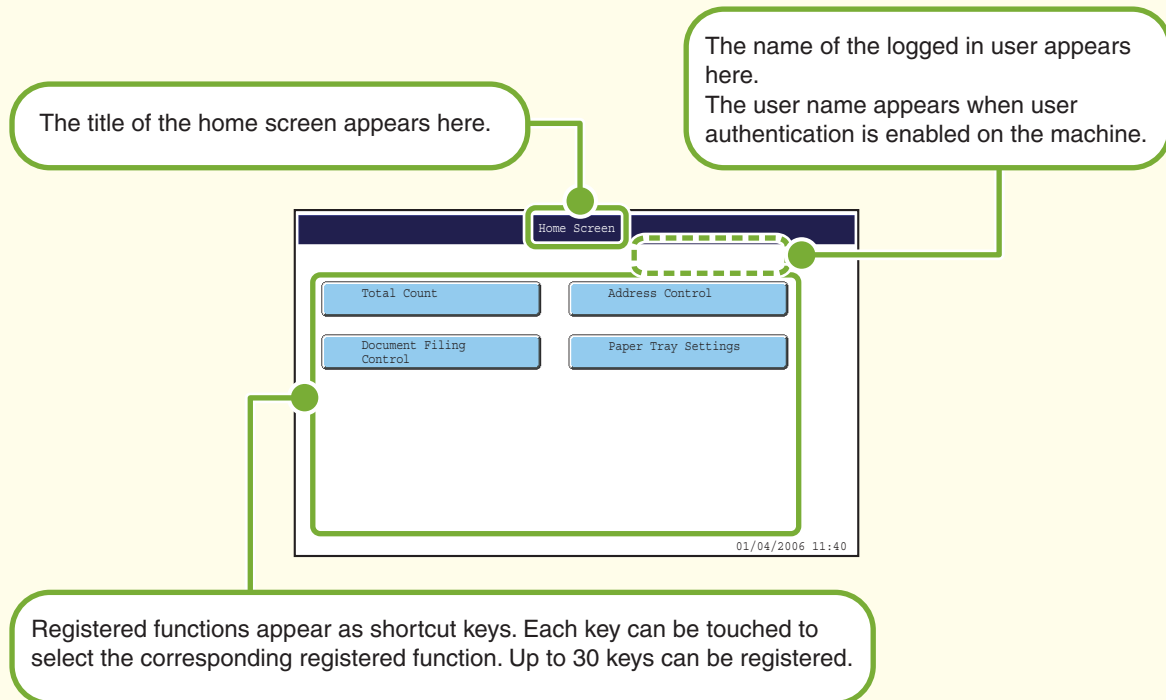 The name of the logged in user appears
here.
The user name appears when user
authentication is enabled on the machine.
The title of the home screen appears here.
Home Screen
Total Count
Address Control
Document Filing
Control
Paper Tray Settings
01/04/2006 11:40
Registered functions appear as shortcut keys. Each key can be touched to
select the corresponding registered function. Up to 30 keys can be registered.